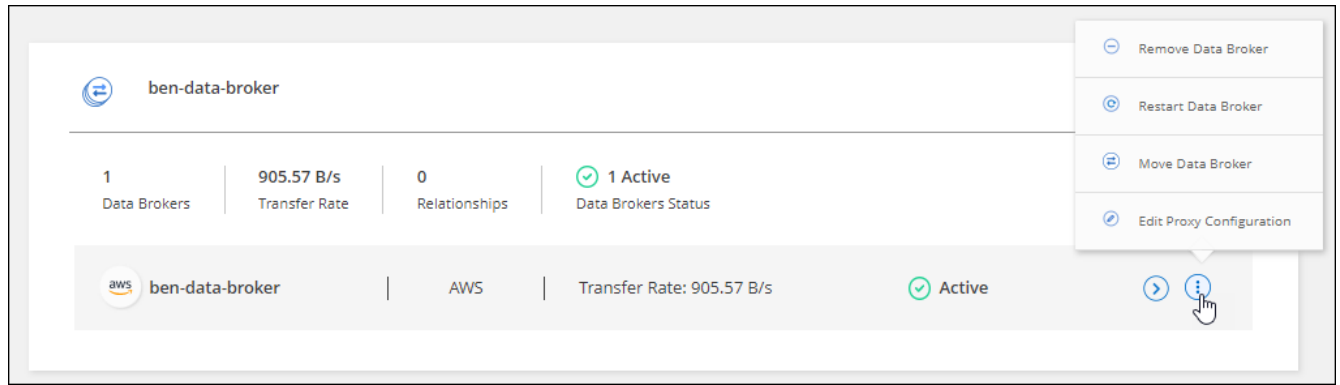 ben-data-broker
Remove Data Broker
Restart Data Broker
Move Data Broker
Edit Proxy Configuration
1
Data Brokers
905.57 B/s
Transfer Rate
0
Relationships
1 Active
Data Brokers Status
aws ben-data-broker AWS Transfer Rate: 905.57 B/s Active